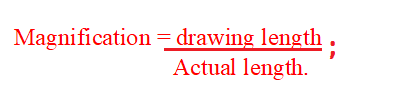 Magnification = drawing length ;
Actual length.